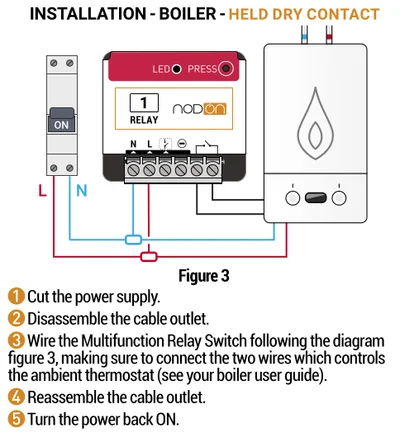 INSTALLATION - BOILER - HELD DRY CONTACT
LED PRESS
1
RELAY
nodON
ON
N L
L N
Figure 3
1 Cut the power supply.
2 Disassemble the cable outlet.
3 Wire the Multifunction Relay Switch following the diagram
figure 3, making sure to connect the two wires which controls
the ambient thermostat (see your boiler user guide).
4 Reassemble the cable outlet.
5 Turn the power back ON.